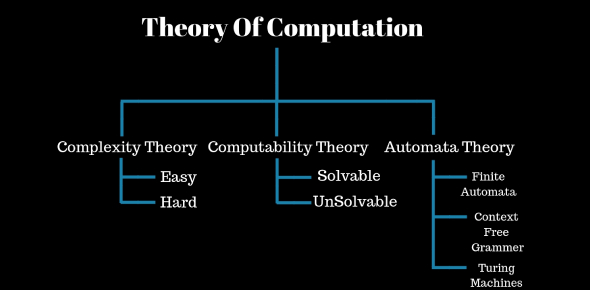 Theory Of Computation
Complexity Theory
Computability Theory
Automata Theory
Easy
Hard
Solvable
UnSolvable
Finite
Automata
Context
Free
Grammer
Turing
Machines